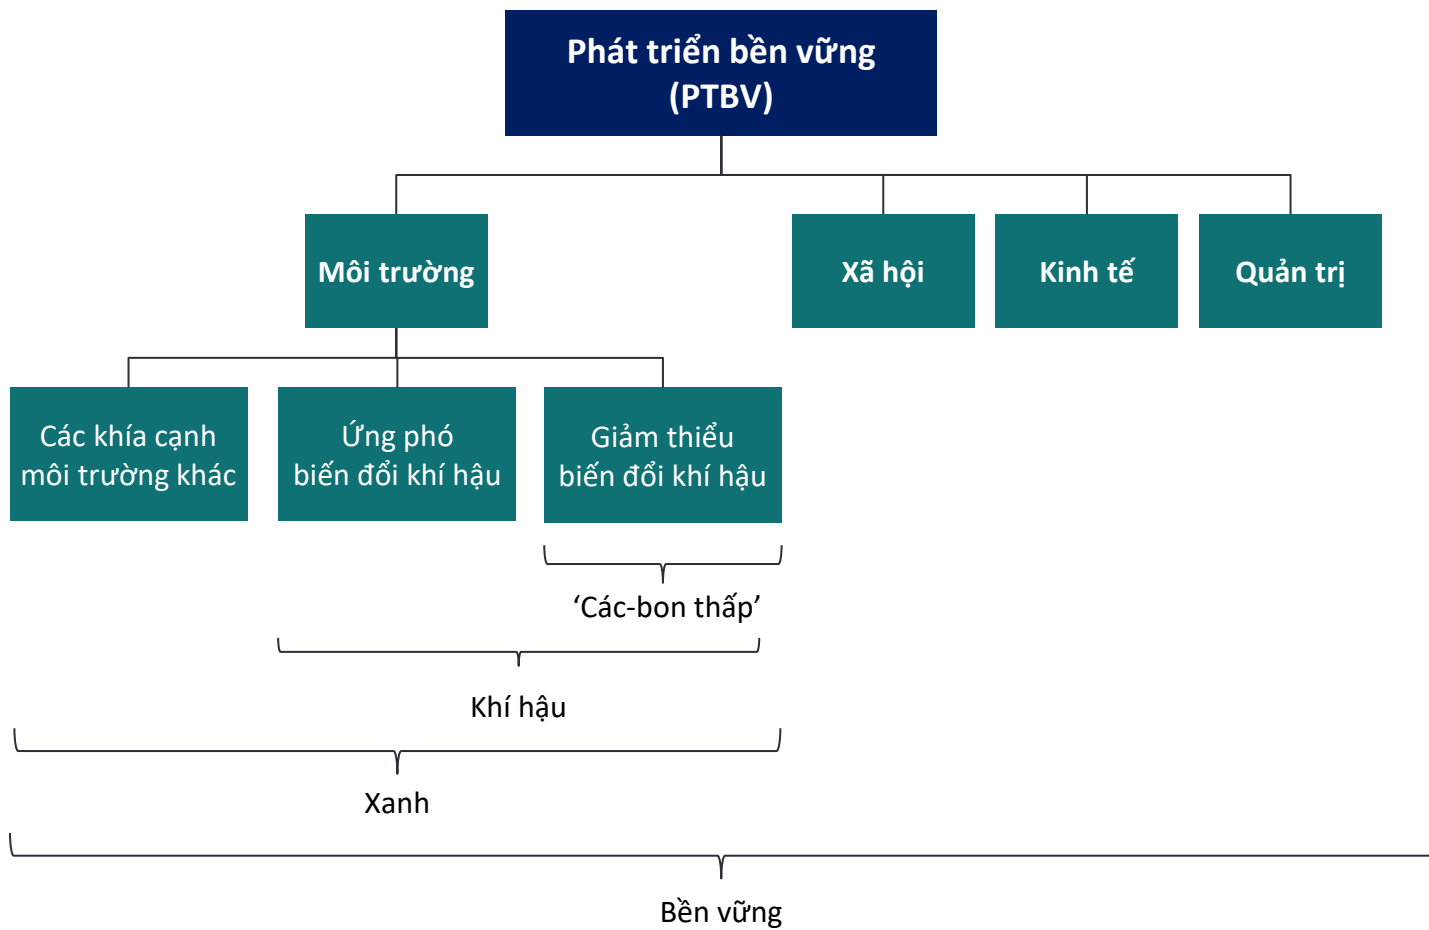 Phát triển bền vững
(PTBV)
Môi trường
Xã hội
Kinh tế
Quản trị
Các khía cạnh
môi trường khác
Ứng phó
biến đổi khí hậu
Giảm thiểu
biến đổi khí hậu
‘Các-bon thấp’
Khí hậu
Xanh
Bền vững